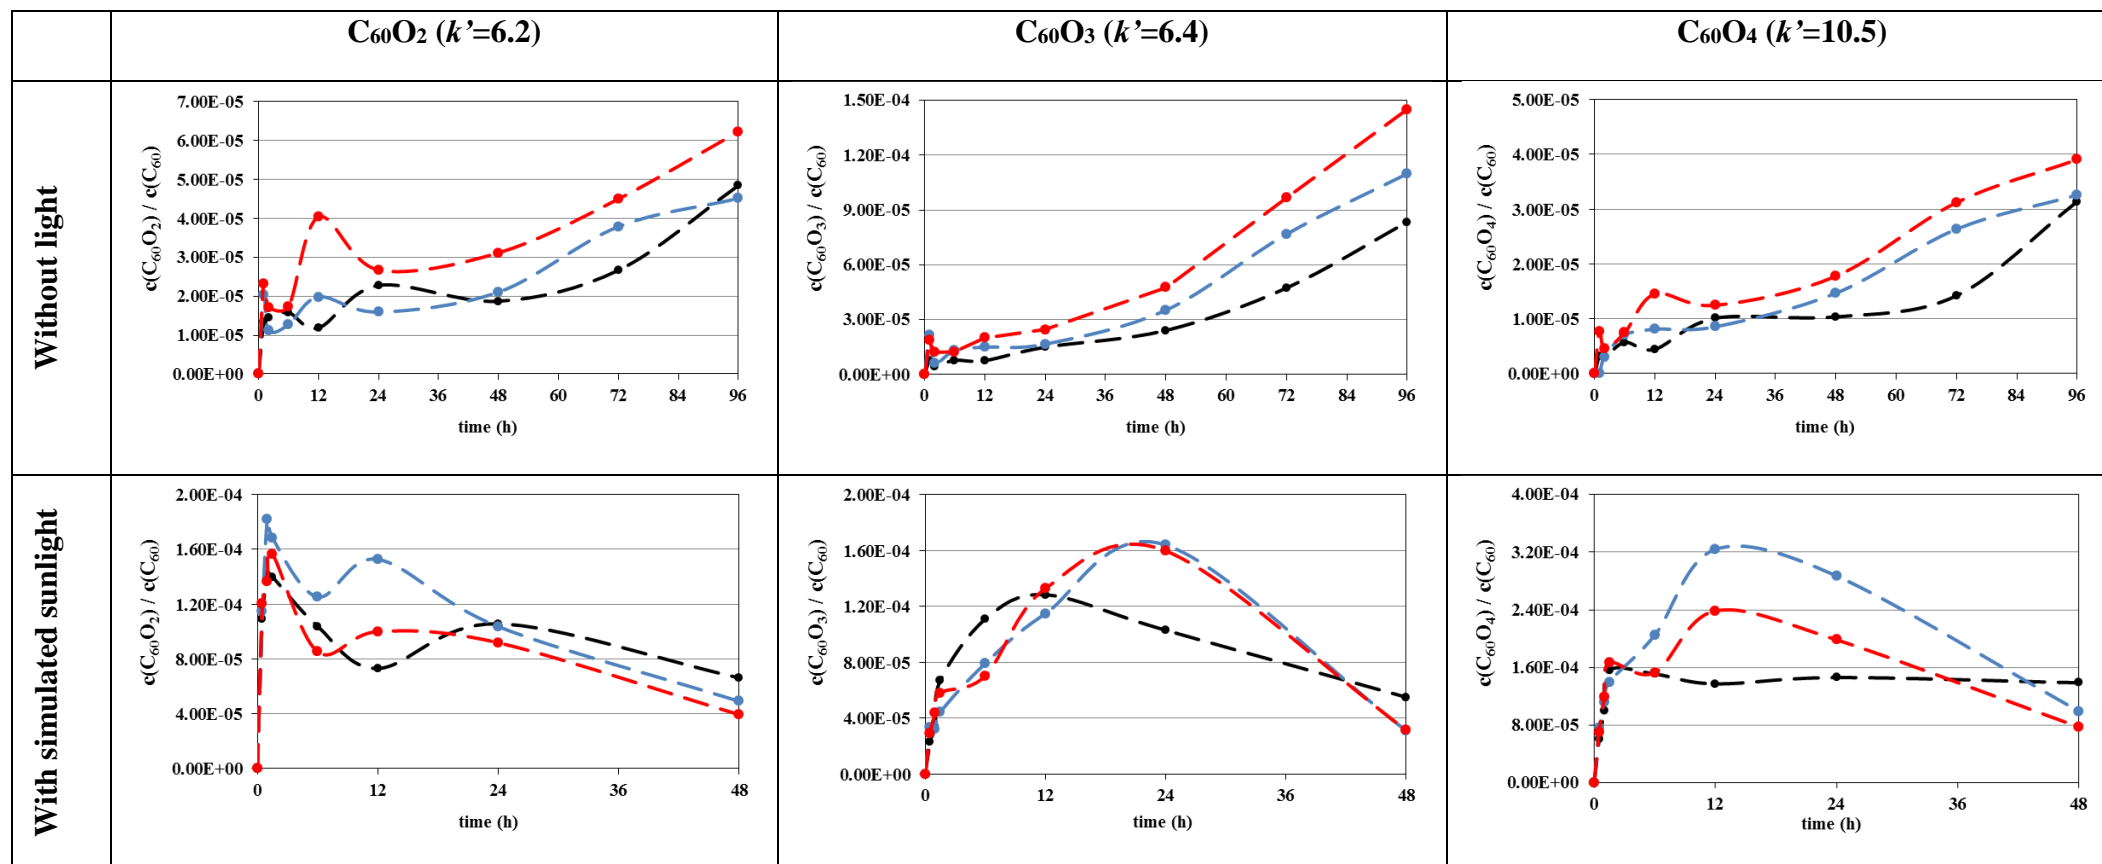 C₆₀O₂ (k’=6.2)
C₆₀O₃ (k’=6.4)
C₆₀O₄ (k’=10.5)
Without light
c(C₆₀O₂) / c(C₆₀)
7.00E-05
6.00E-05
5.00E-05
4.00E-05
3.00E-05
2.00E-05
1.00E-05
0.00E+00
0 12 24 36 48 60 72 84 96
time (h)
c(C₆₀O₃) / c(C₆₀)
1.50E-04
1.20E-04
9.00E-05
6.00E-05
3.00E-05
0.00E+00
0 12 24 36 48 60 72 84 96
time (h)
c(C₆₀O₄) / c(C₆₀)
5.00E-05
4.00E-05
3.00E-05
2.00E-05
1.00E-05
0.00E+00
0 12 24 36 48 60 72 84 96
time (h)
With simulated sunlight
c(C₆₀O₂) / c(C₆₀)
2.00E-04
1.60E-04
1.20E-04
8.00E-05
4.00E-05
0.00E+00
0 12 24 36 48
time (h)
c(C₆₀O₃) / c(C₆₀)
2.00E-04
1.60E-04
1.20E-04
8.00E-05
4.00E-05
0.00E+00
0 12 24 36 48
time (h)
c(C₆₀O₄) / c(C₆₀)
4.00E-04
3.20E-04
2.40E-04
1.60E-04
8.00E-05
0.00E+00
0 12 24 36 48
time (h)